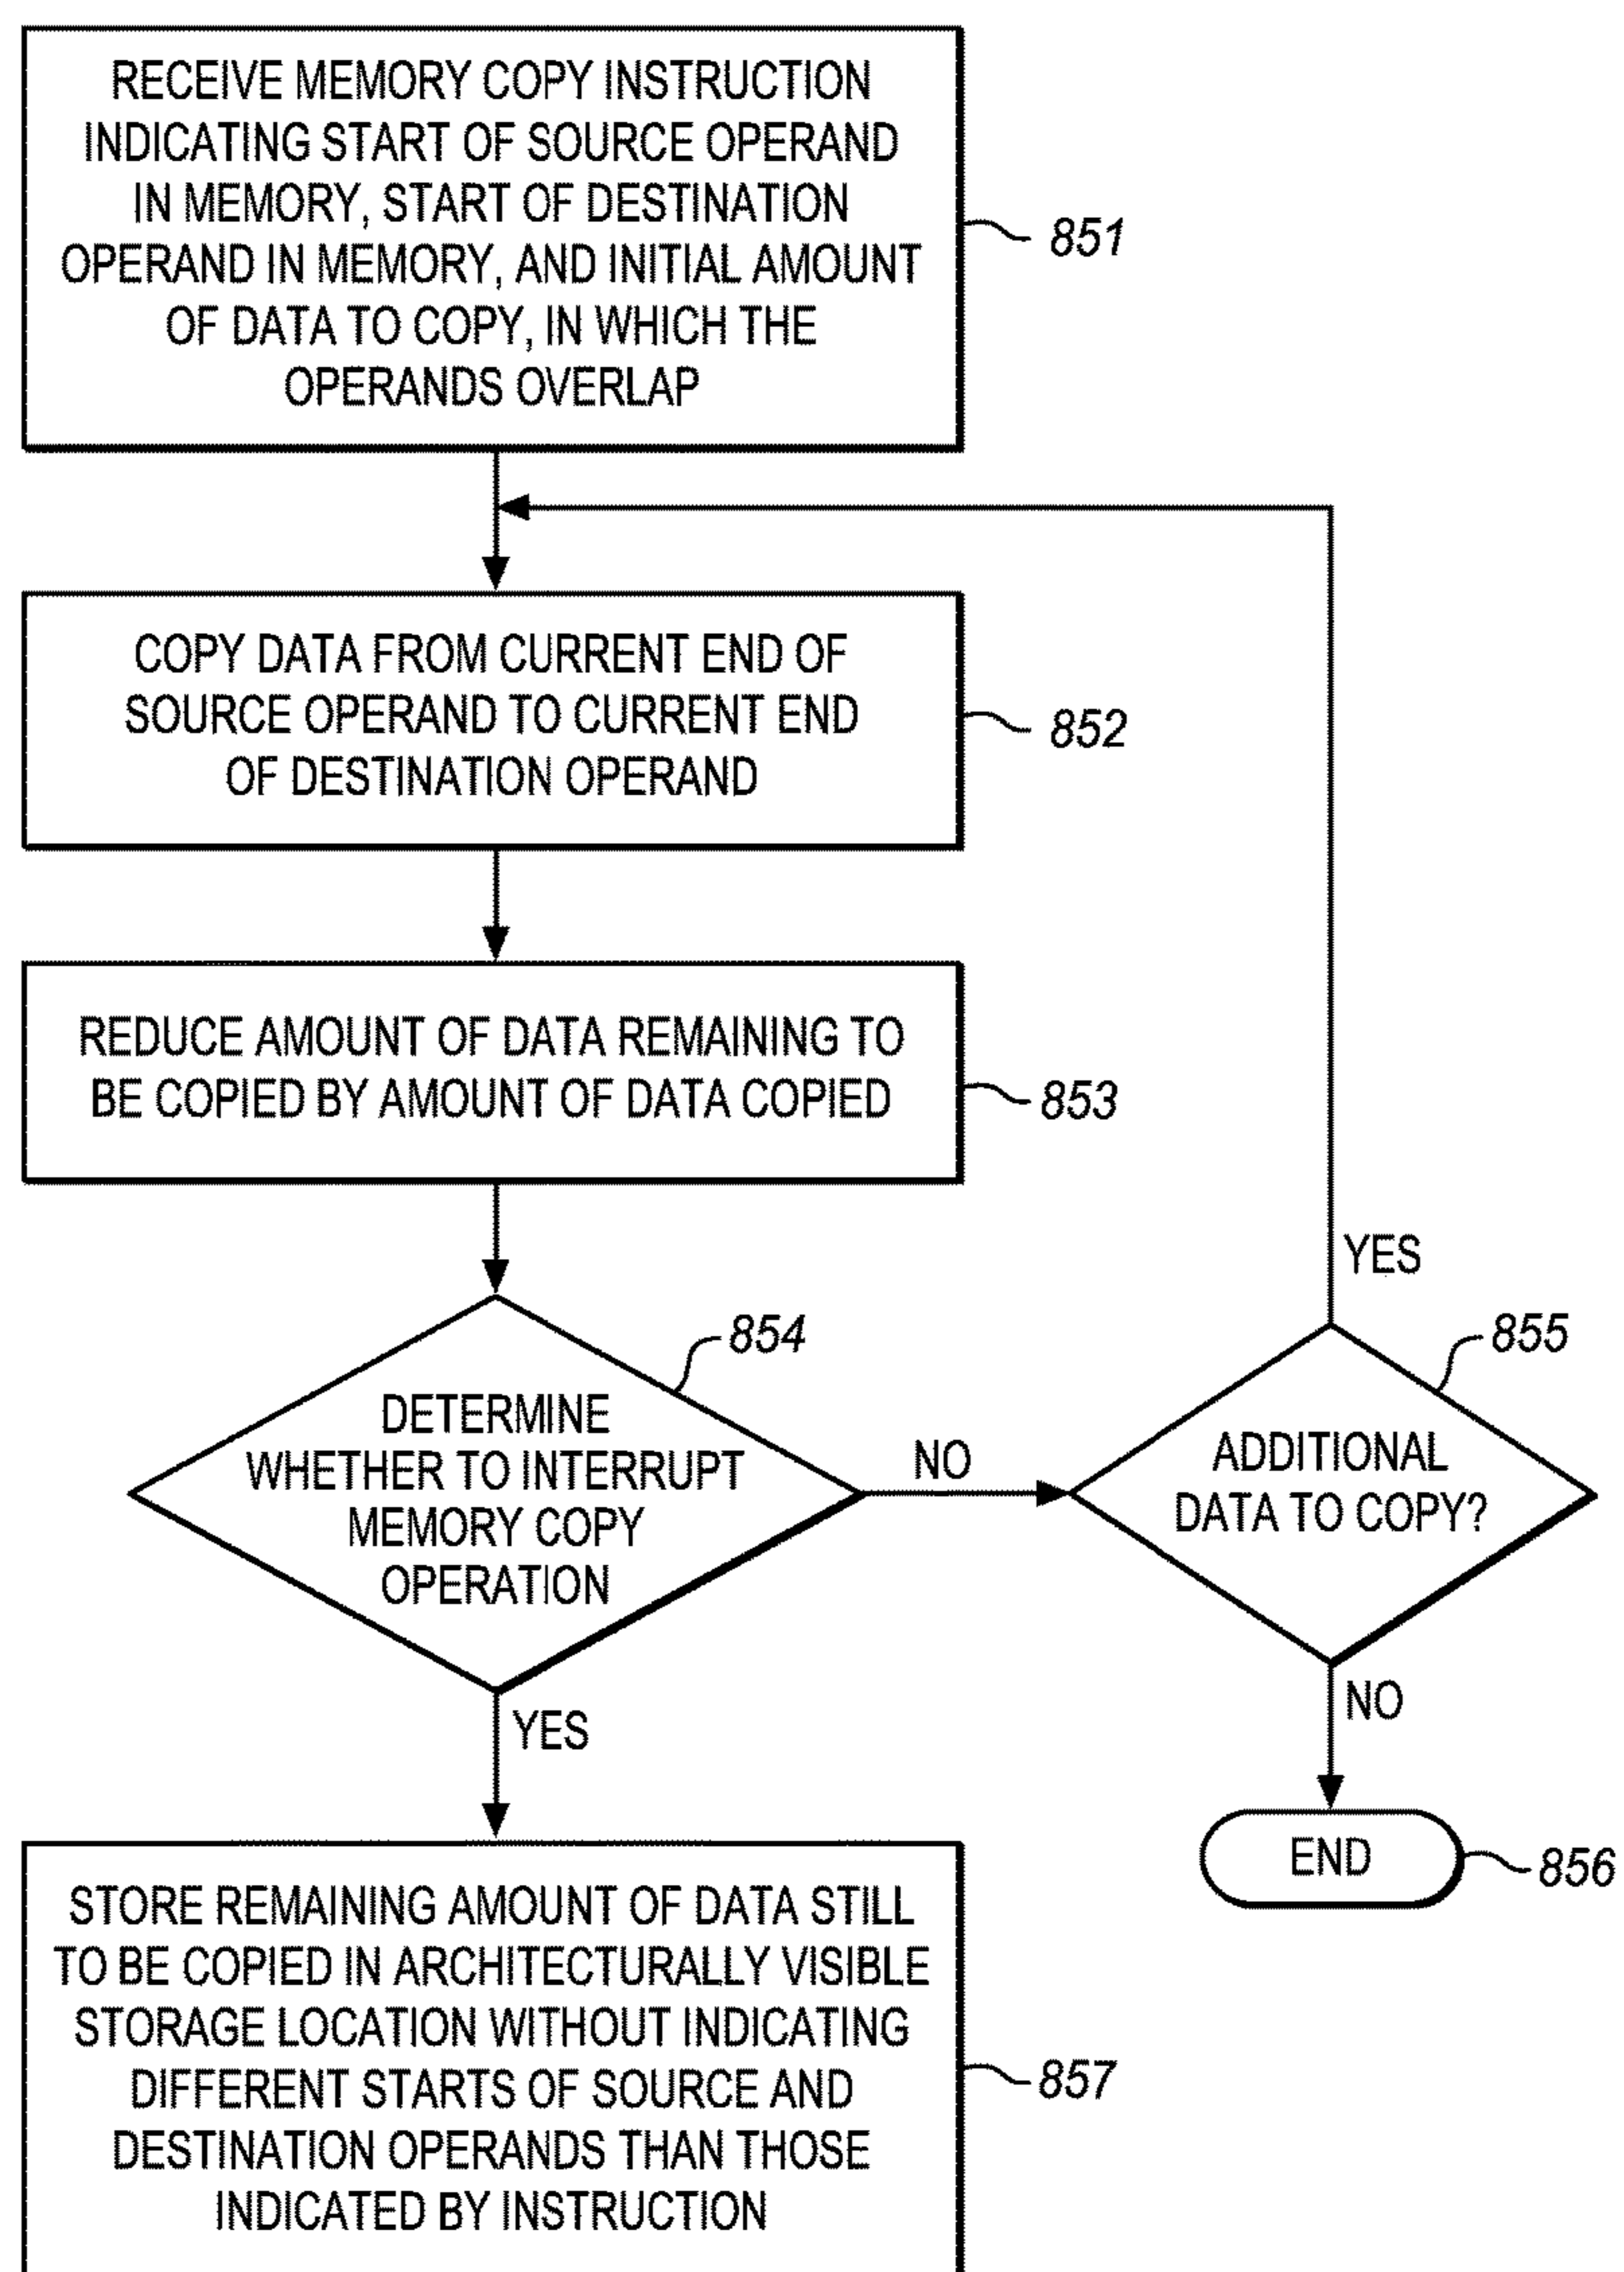 RECEIVE MEMORY COPY INSTRUCTION
INDICATING START OF SOURCE OPERAND
IN MEMORY, START OF DESTINATION
OPERAND IN MEMORY, AND INITIAL AMOUNT
OF DATA TO COPY, IN WHICH THE
OPERANDS OVERLAP
851
COPY DATA FROM CURRENT END OF
SOURCE OPERAND TO CURRENT END
OF DESTINATION OPERAND
852
REDUCE AMOUNT OF DATA REMAINING TO
BE COPIED BY AMOUNT OF DATA COPIED
853
DETERMINE
WHETHER TO INTERRUPT
MEMORY COPY
OPERATION
854
NO
YES
ADDITIONAL
DATA TO COPY?
855
YES
NO
END
856
STORE REMAINING AMOUNT OF DATA STILL
TO BE COPIED IN ARCHITECTURALLY VISIBLE
STORAGE LOCATION WITHOUT INDICATING
DIFFERENT STARTS OF SOURCE AND
DESTINATION OPERANDS THAN THOSE
INDICATED BY INSTRUCTION
857